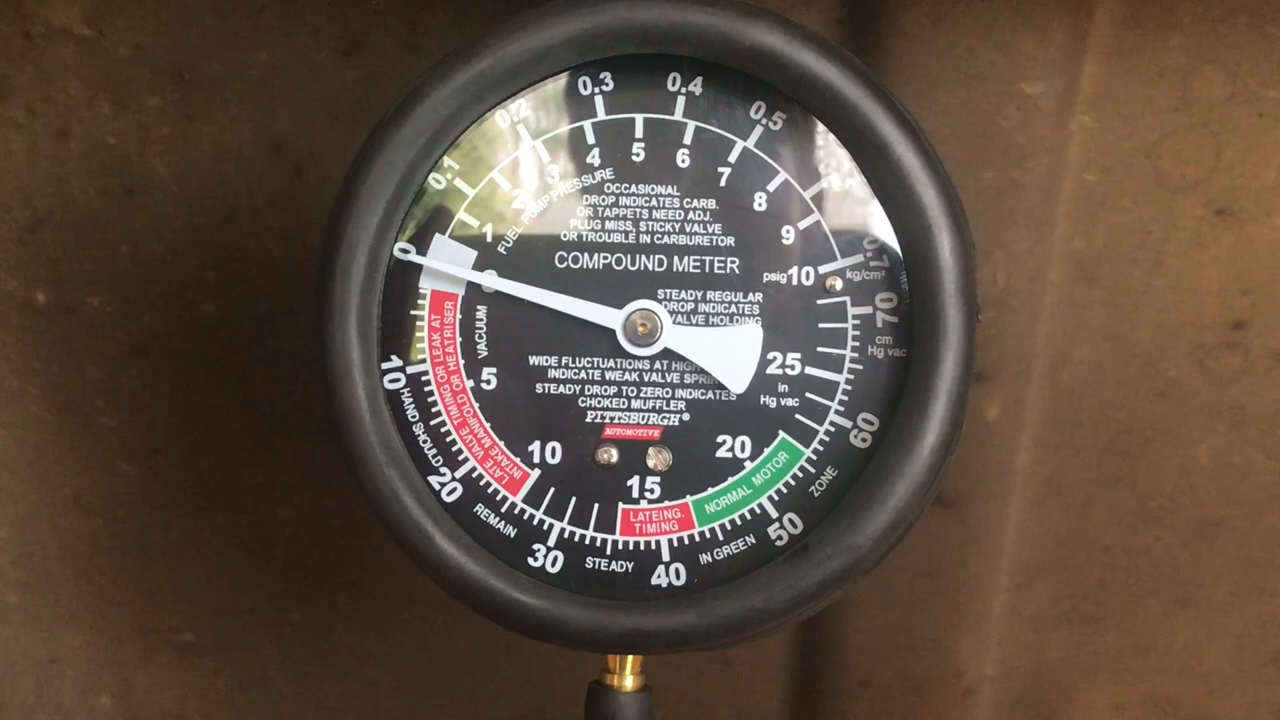 0.3
0.4
0.2
0.5
0.1
4 5 6
3
7
2
8
1
9
0
FUEL PUMP PRESSURE
OCCASIONAL
DROP INDICATES CARB.
OR TAPPETS NEED ADJ.
PLUG MISS, STICKY VALVE
OR TROUBLE IN CARBURETOR
COMPOUND METER
psig 10
kg/cm²
0.7
0
STEADY REGULAR
DROP INDICATES
VALVE HOLDING
VACUUM
70
cm
Hg vac
25
in
Hg vac
WIDE FLUCTUATIONS AT HIGH
INDICATE WEAK VALVE
STEADY DROP TO ZERO INDICATES
CHOKED MUFFLER
PITTSBURGH®
AUTOMOTIVE
LATE VALVE TIMING OR LEAK AT
INTAKE MANIFOLD OR HEATRISER
5
10
15
20
LATEING.
TIMING
NORMAL MOTOR
10
20
30
40
50
60
HAND SHOULD REMAIN STEADY IN GREEN ZONE